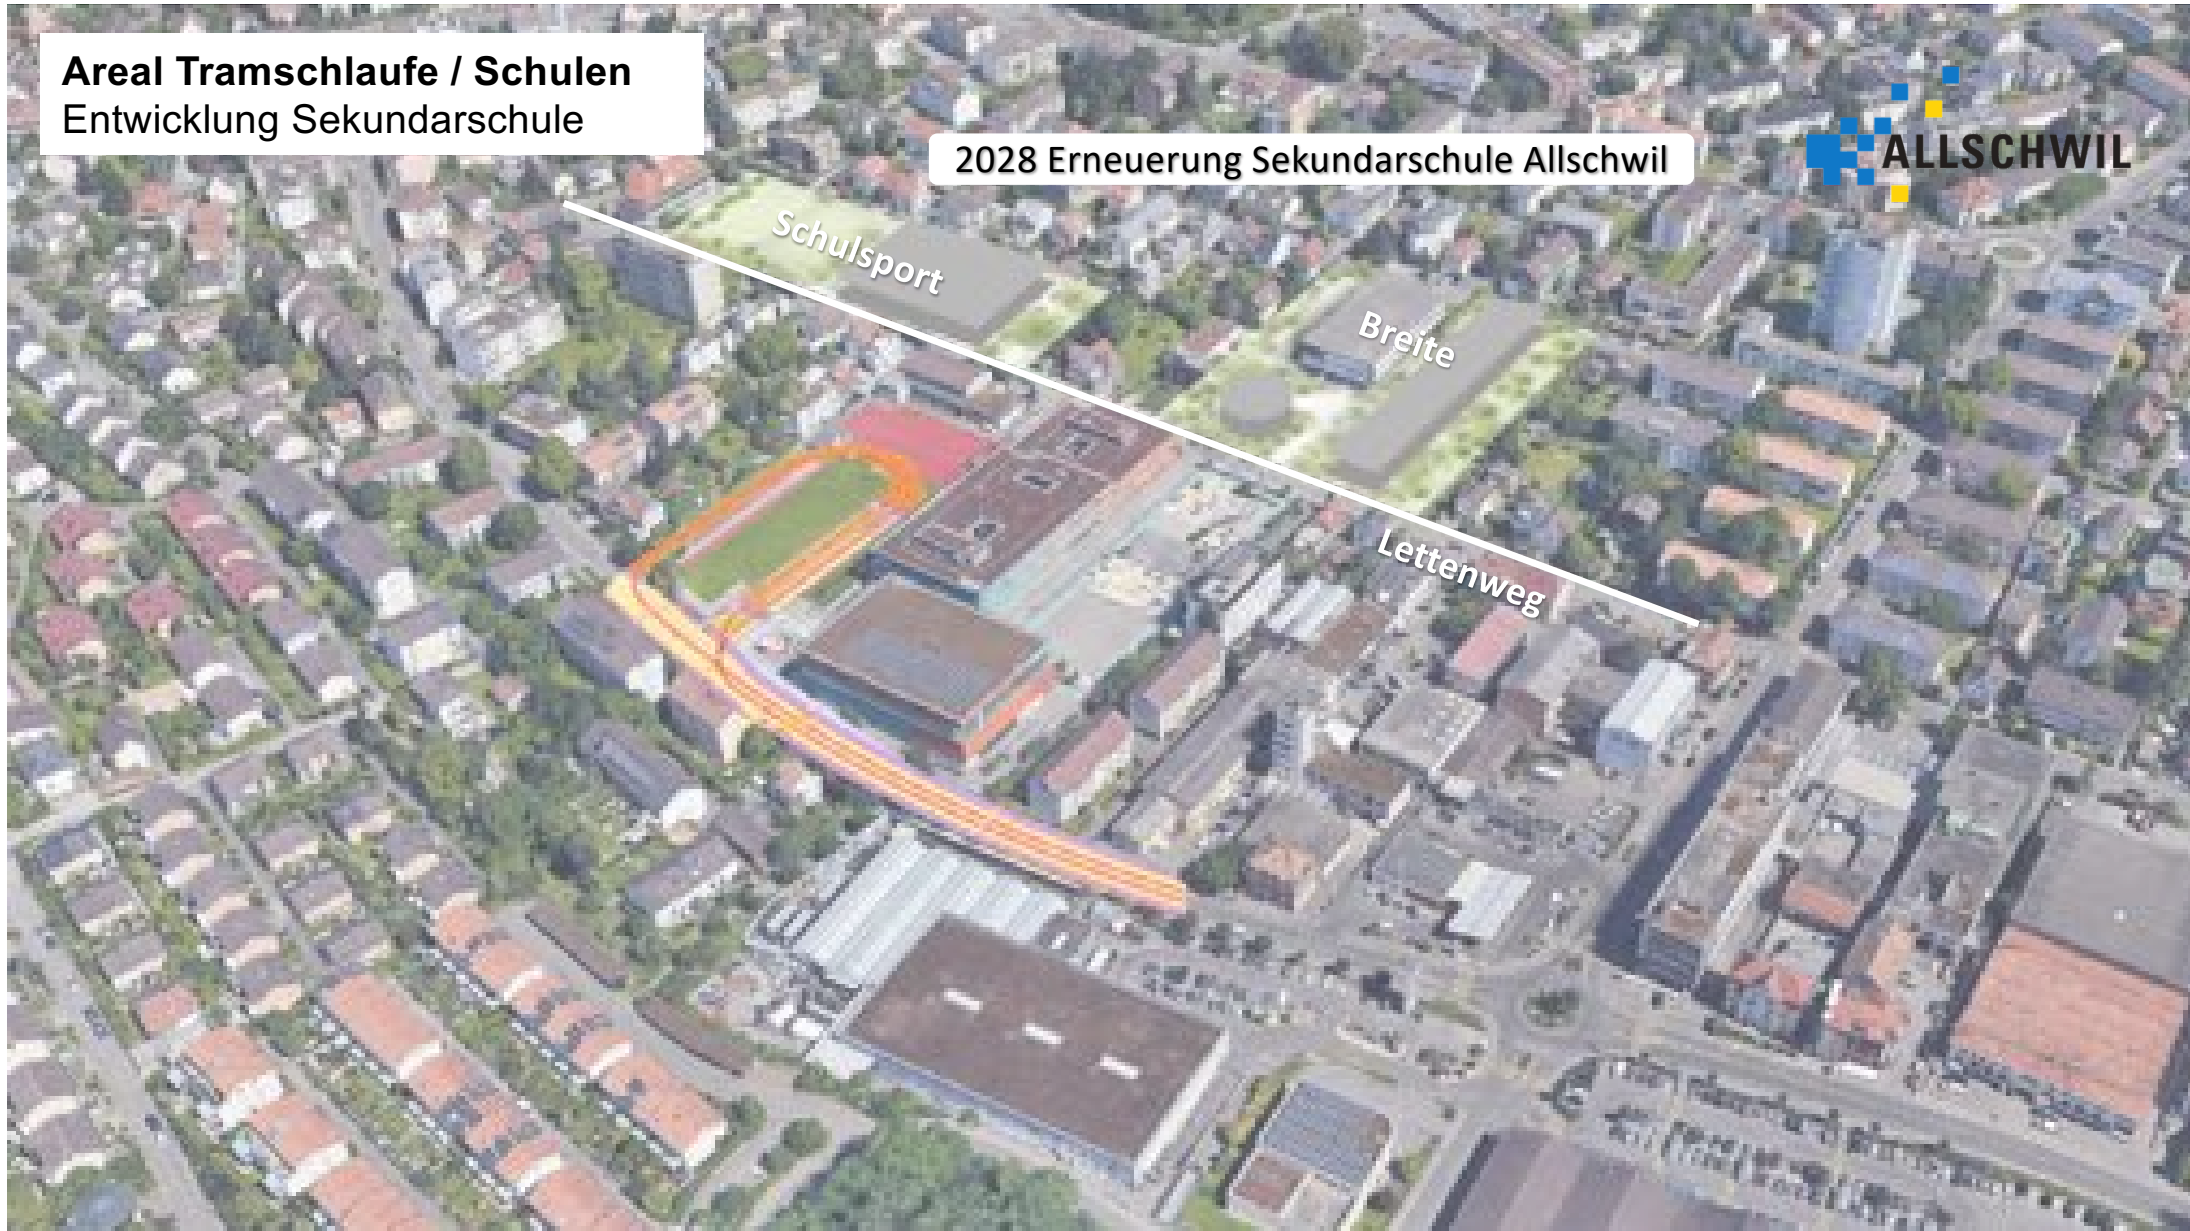 Areal Tramschlaufe / Schulen
Entwicklung Sekundarschule
2028 Erneuerung Sekundarschule Allschwil
ALLSCHWIL
Schulsport
Breite
Lettenweg